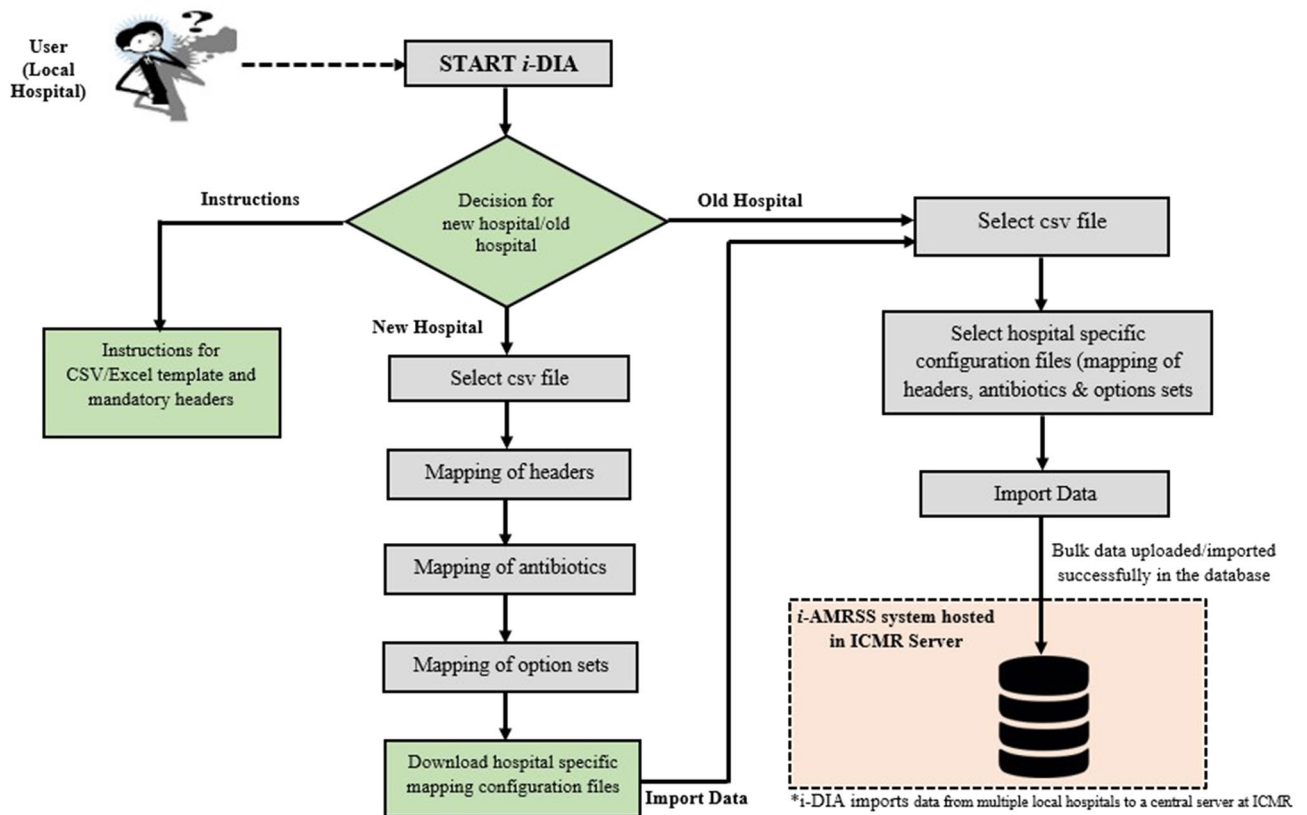 ?
User
(Local
Hospital)
START i-DIA
Instructions
Decision for
new hospital/old
hospital
Old Hospital
Select csv file
New Hospital
Instructions for
CSV/Excel template and
mandatory headers
Select csv file
Select hospital specific
configuration files (mapping of
headers, antibiotics & options sets
Mapping of headers
Import Data
Mapping of antibiotics
Bulk data uploaded/imported
successfully in the database
Mapping of option sets
i-AMRSS system hosted
in ICMR Server
Download hospital specific
mapping configuration files
Import Data
*i-DIA imports data from multiple local hospitals to a central server at ICMR